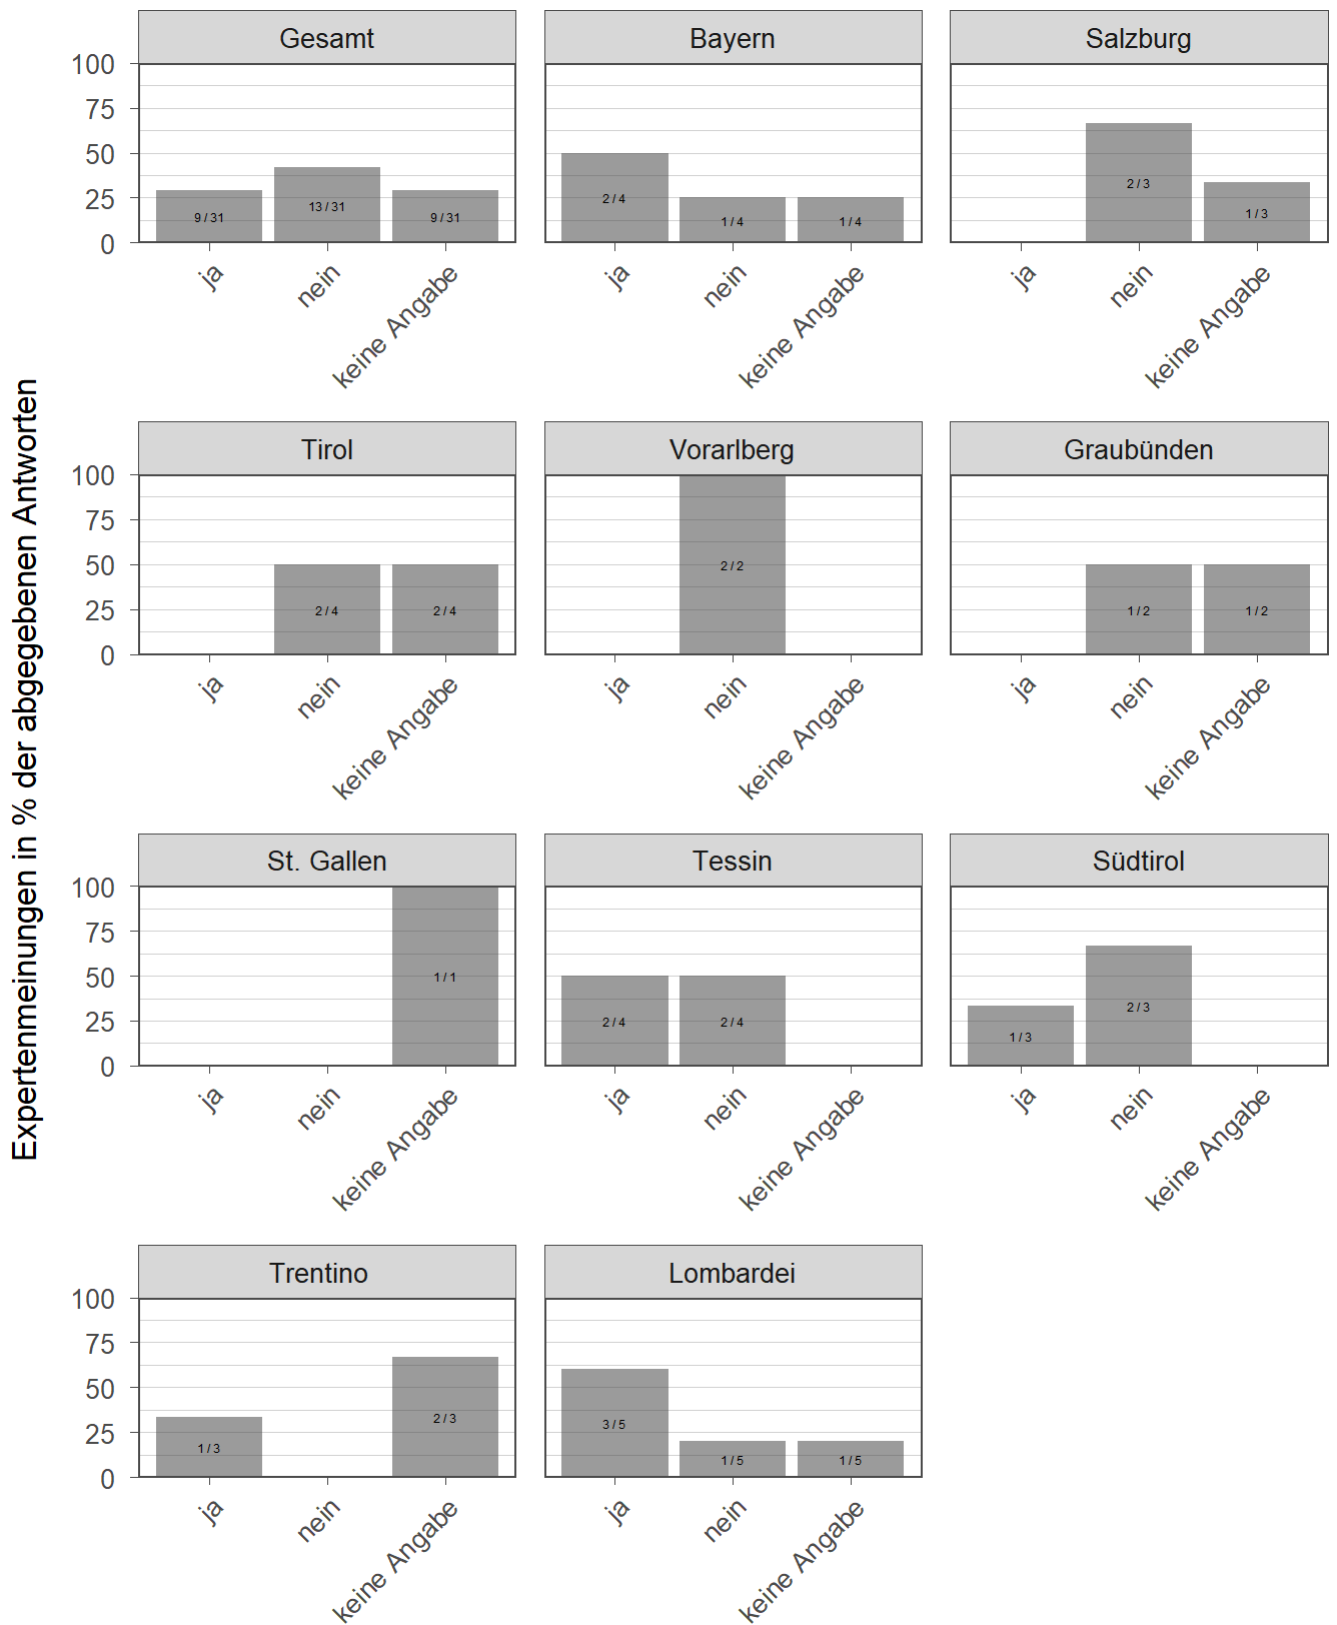 Expertenmeinungen in % der abgegebenen Antworten
Gesamt
Bayern
Salzburg
100
75
50
25
0
9 / 31
13 / 31
9 / 31
2 / 4
1 / 4
1 / 4
2 / 3
1 / 3
ja
nein
keine Angabe
ja
nein
keine Angabe
ja
nein
keine Angabe
Tirol
Vorarlberg
Graubünden
100
75
50
25
0
2 / 4
2 / 4
2 / 2
1 / 2
1 / 2
ja
nein
keine Angabe
ja
nein
keine Angabe
ja
nein
keine Angabe
St. Gallen
Tessin
Südtirol
100
75
50
25
0
1 / 1
2 / 4
2 / 4
1 / 3
2 / 3
ja
nein
keine Angabe
ja
nein
keine Angabe
ja
nein
keine Angabe
Trentino
Lombardei
100
75
50
25
0
1 / 3
2 / 3
3 / 5
1 / 5
1 / 5
ja
nein
keine Angabe
ja
nein
keine Angabe